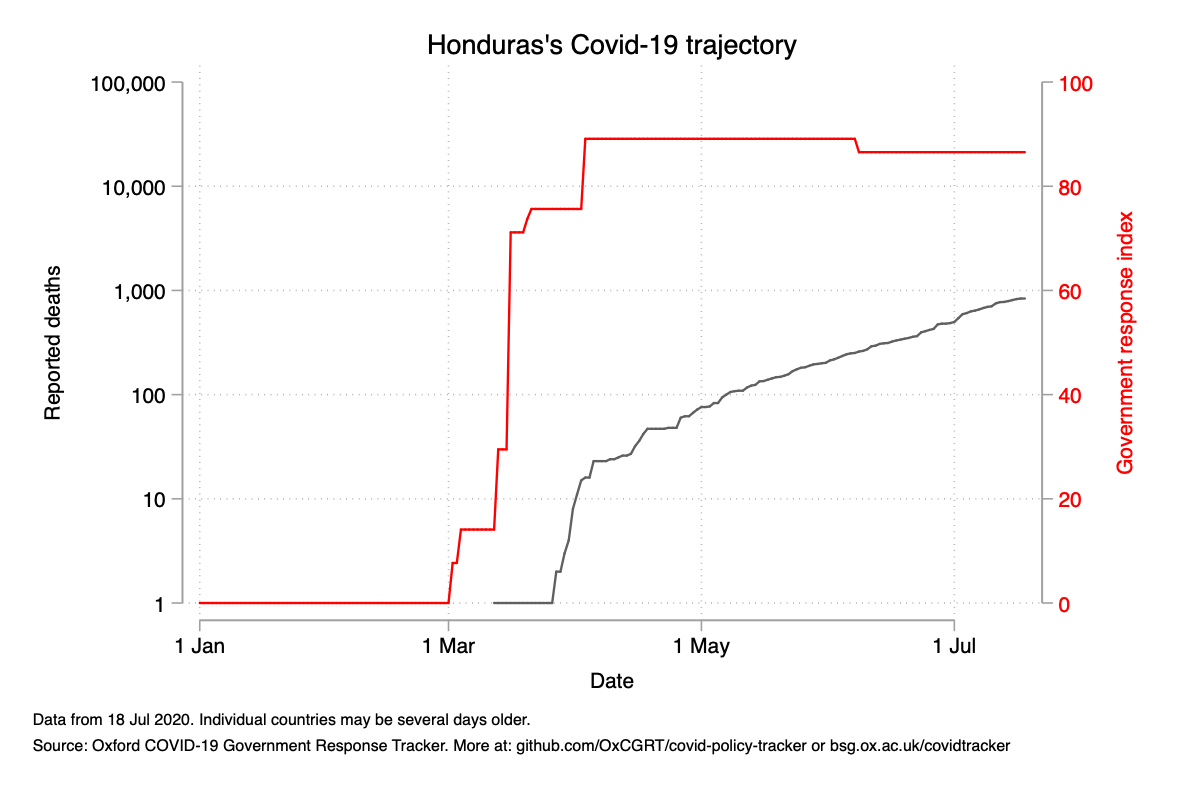 Honduras's Covid-19 trajectory
100,000
10,000
1,000
100
10
1
Reported deaths
100
80
60
40
20
0
Government response index
1 Jan
1 Mar
1 May
1 Jul
Date
Data from 18 Jul 2020. Individual countries may be several days older.
Source: Oxford COVID-19 Government Response Tracker. More at: github.com/OxCGRT/covid-policy-tracker or bsg.ox.ac.uk/covidtracker